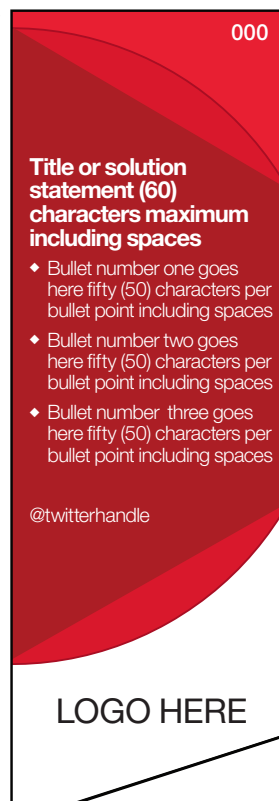 000
Title or solution
statement (60)
characters maximum
including spaces
◆ Bullet number one goes
here fifty (50) characters per
bullet point including spaces
◆ Bullet number two goes
here fifty (50) characters per
bullet point including spaces
◆ Bullet number  three goes
here fifty (50) characters per
bullet point including spaces
@twitterhandle
LOGO HERE